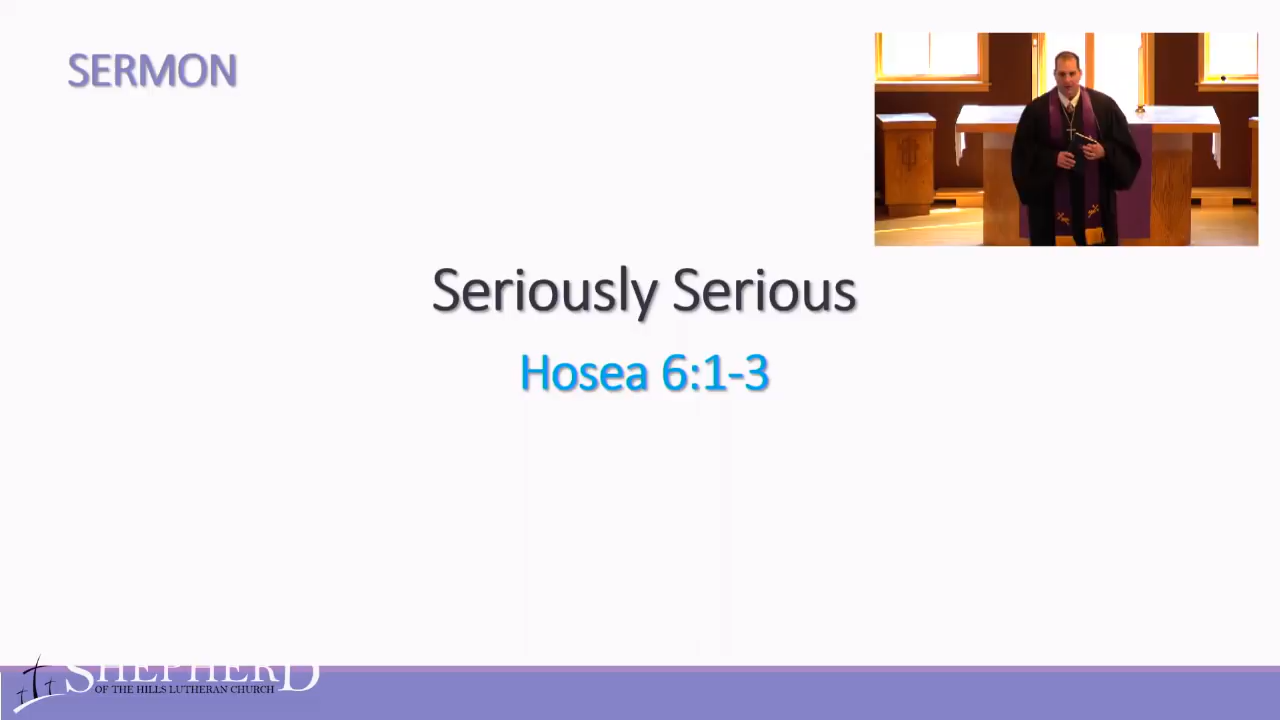 SERMON
Seriously Serious
Hosea 6:1-3
SHEPHERD
OF THE HILLS LUTHERAN CHURCH